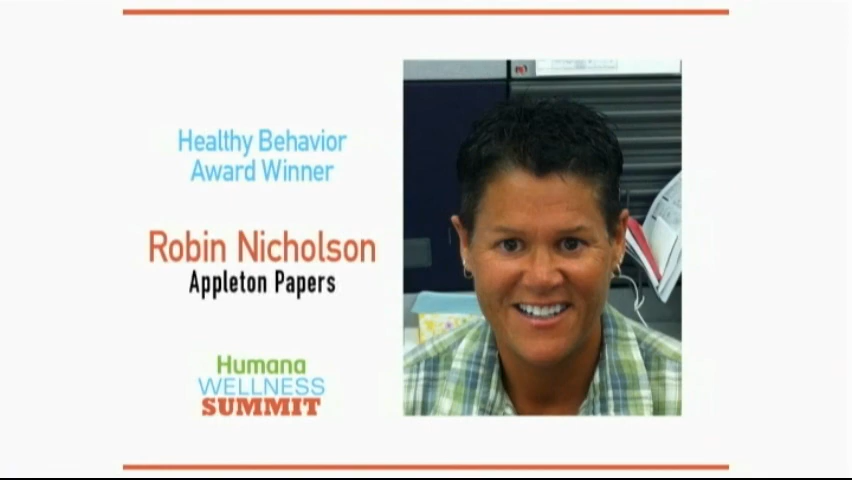 Healthy Behavior
Award Winner
Robin Nicholson
Appleton Papers
Humana
WELLNESS
SUMMIT